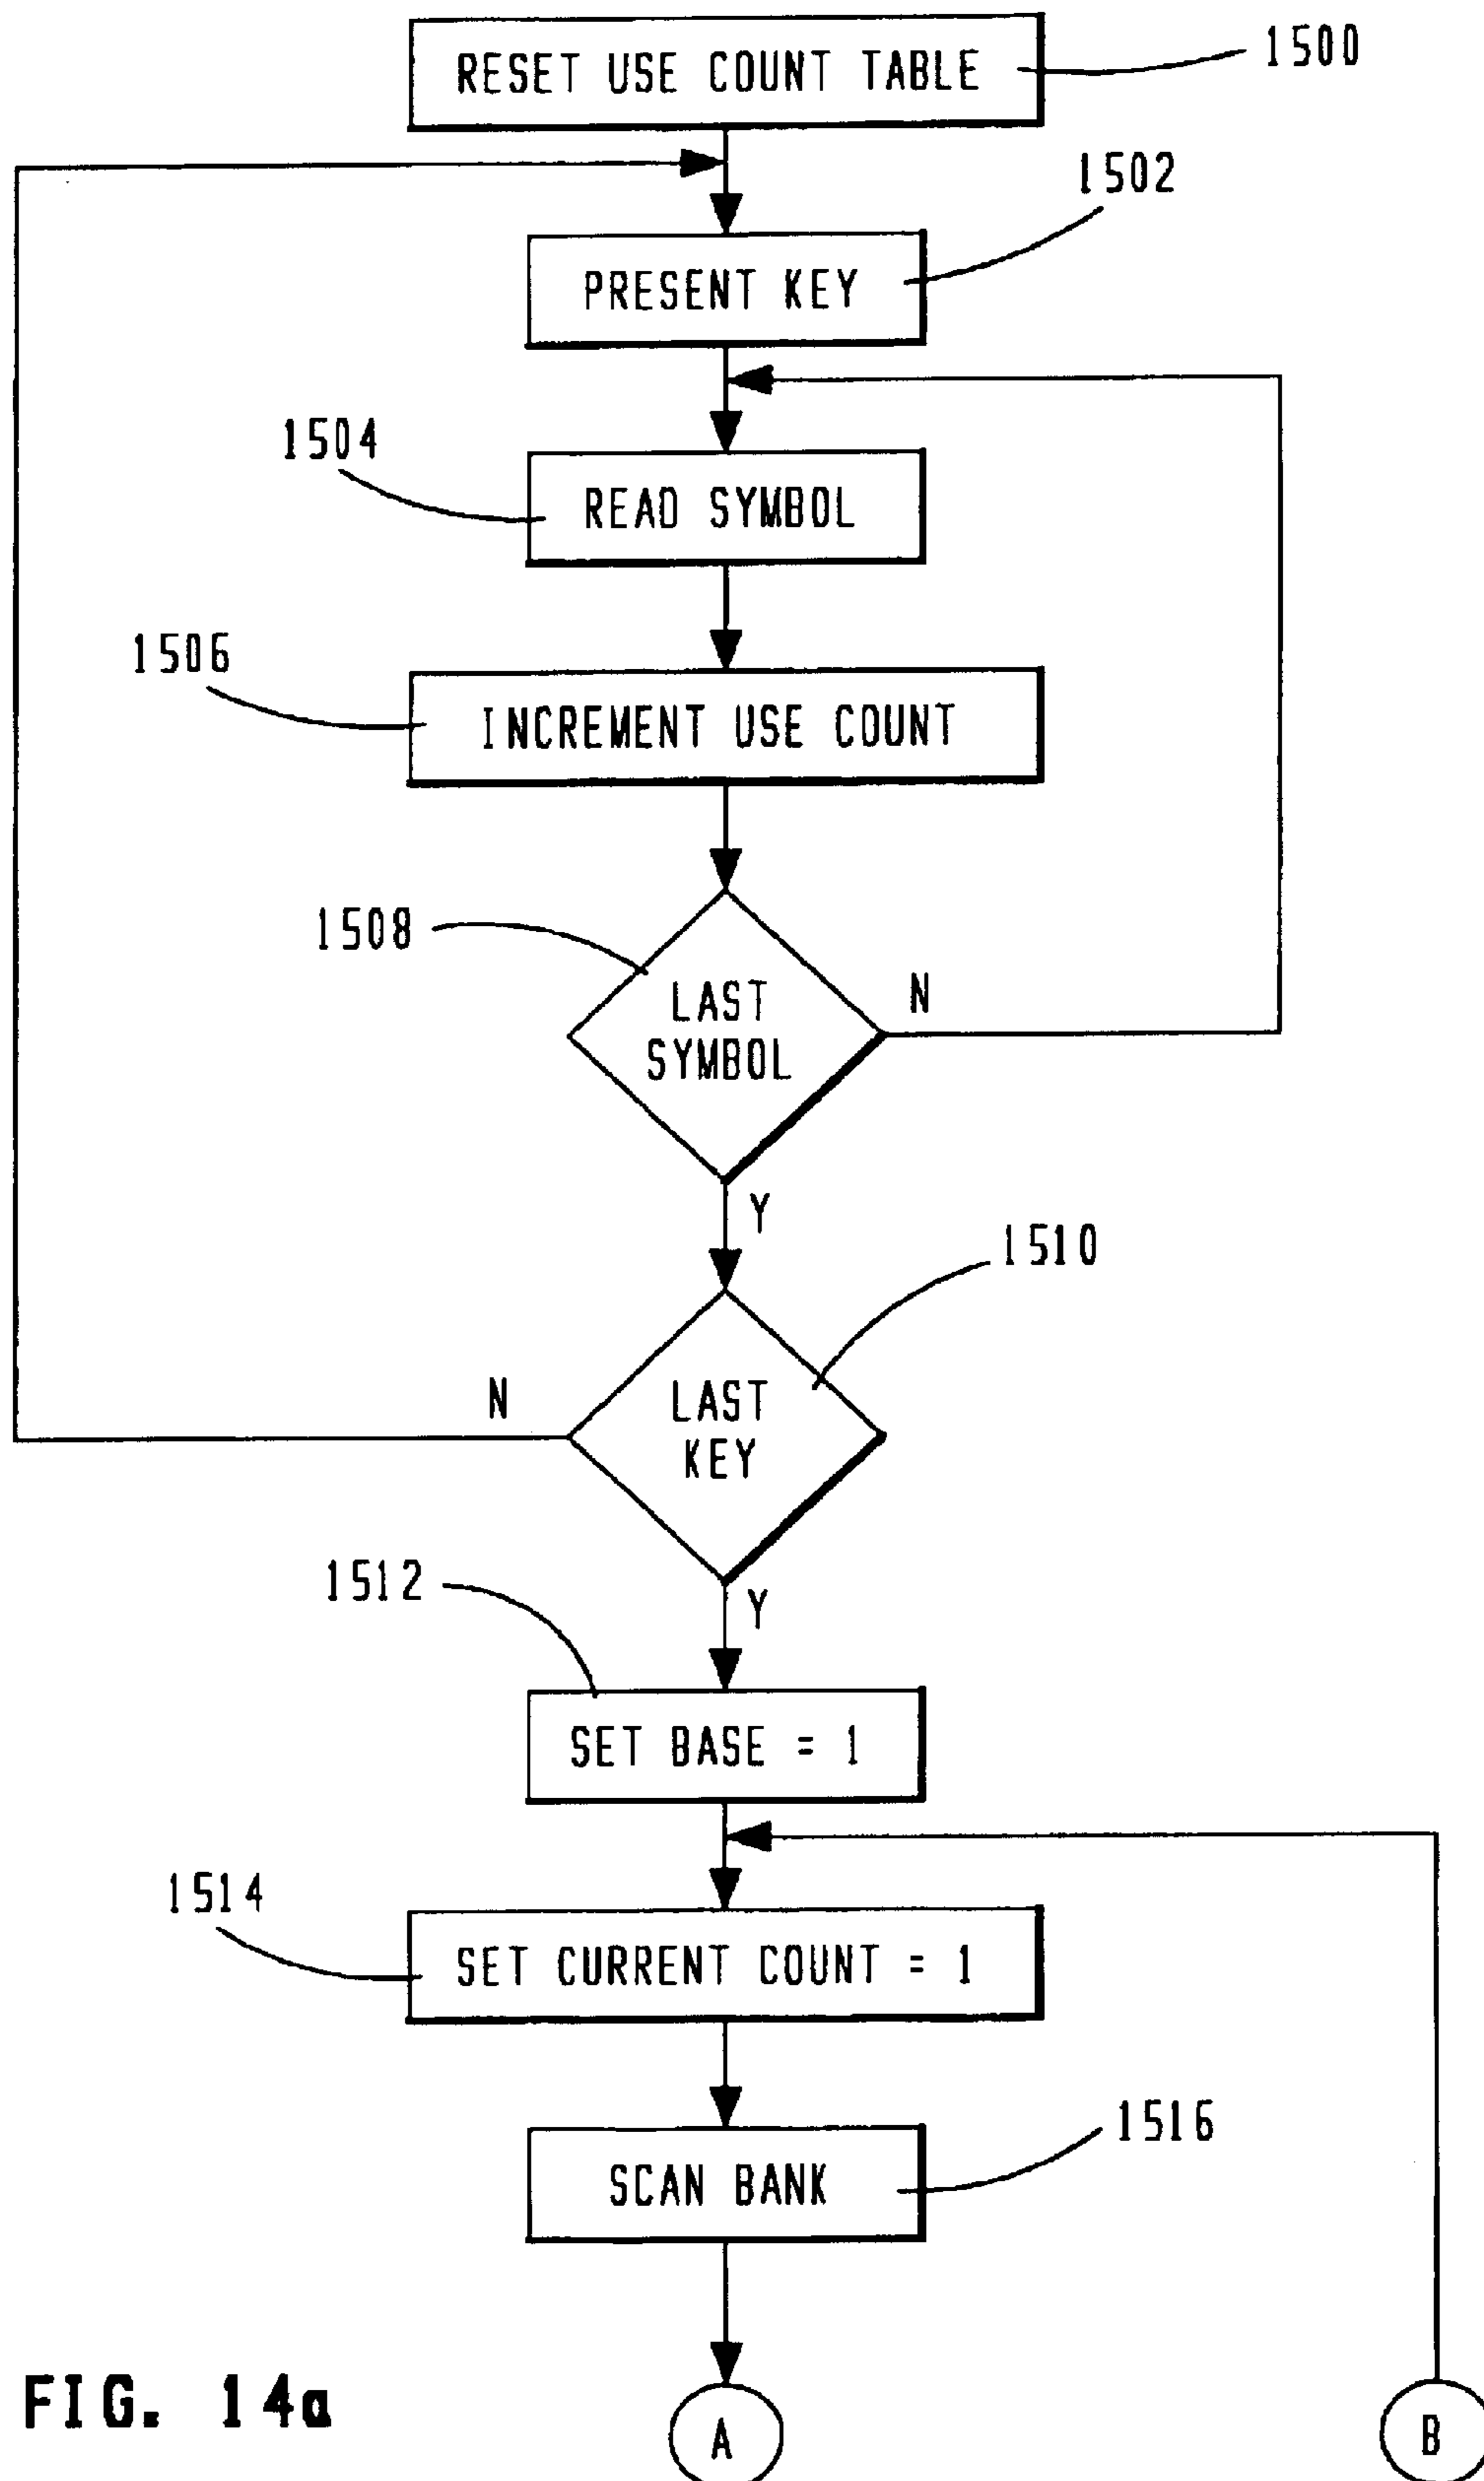 RESET USE COUNT TABLE
1500
1502
PRESENT KEY
1504
READ SYMBOL
1506
INCREMENT USE COUNT
1508
LAST
SYMBOL
N
Y
1510
LAST
KEY
N
Y
1512
SET BASE = 1
1514
SET CURRENT COUNT = 1
1516
SCAN BANK
FIG. 14a
A
B